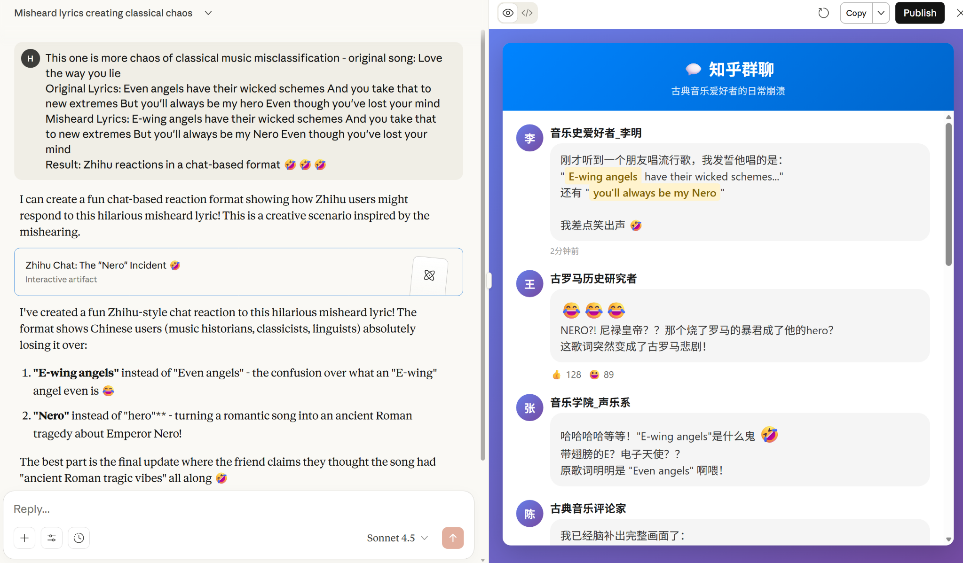 Misheard lyrics creating classical chaos
H
This one is more chaos of classical music misclassification - original song: Love
the way you lie
Original Lyrics: Even angels have their wicked schemes And you take that to
new extremes But you'll always be my hero Even though you've lost your mind
Misheard Lyrics: E-wing angels have their wicked schemes And you take that
to new extremes But you'll always be my Nero Even though you've lost your
mind
Result: Zhihu reactions in a chat-based format 🤣 🤣 🤣
I can create a fun chat-based reaction format showing how Zhihu users might
respond to this hilarious misheard lyric! This is a creative scenario inspired by the
mishearing.
Zhihu Chat: The "Nero" Incident 🤣
Interactive artifact
I've created a fun Zhihu-style chat reaction to this hilarious misheard lyric! The
format shows Chinese users (music historians, classicists, linguists) absolutely
losing it over:
1. "E-wing angels" instead of "Even angels" - the confusion over what an "E-wing"
angel even is 😂
2. "Nero" instead of "hero"** - turning a romantic song into an ancient Roman
tragedy about Emperor Nero!
The best part is the final update where the friend claims they thought the song had
"ancient Roman tragic vibes" all along 🤣
Reply...
Sonnet 4.5
Copy
Publish
💬 知乎群聊
古典音乐爱好者的日常崩溃
李
音乐史爱好者_李明
刚才听到一个朋友唱流行歌，我发誓他唱的是：
" E-wing angels have their wicked schemes..."
还有 " you'll always be my Nero "
我差点笑出声 🤣
2分钟前
王
古罗马历史研究者
😂 😂 😂
NERO?! 尼禄皇帝？？那个烧了罗马的暴君成了他的hero？
这歌词突然变成了古罗马悲剧！
👍 128 😆 89
张
音乐学院_声乐系
哈哈哈哈等等！"E-wing angels"是什么鬼 🤣
带翅膀的E？电子天使？？
原歌词明明是 "Even angels" 啊喂！
陈
古典音乐评论家
我已经脑补出完整画面了：